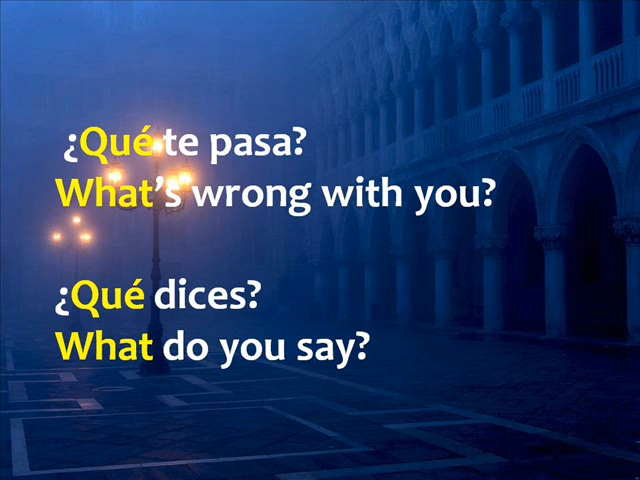 ¿Qué te pasa?
What's wrong with you?
¿Qué dices?
What do you say?